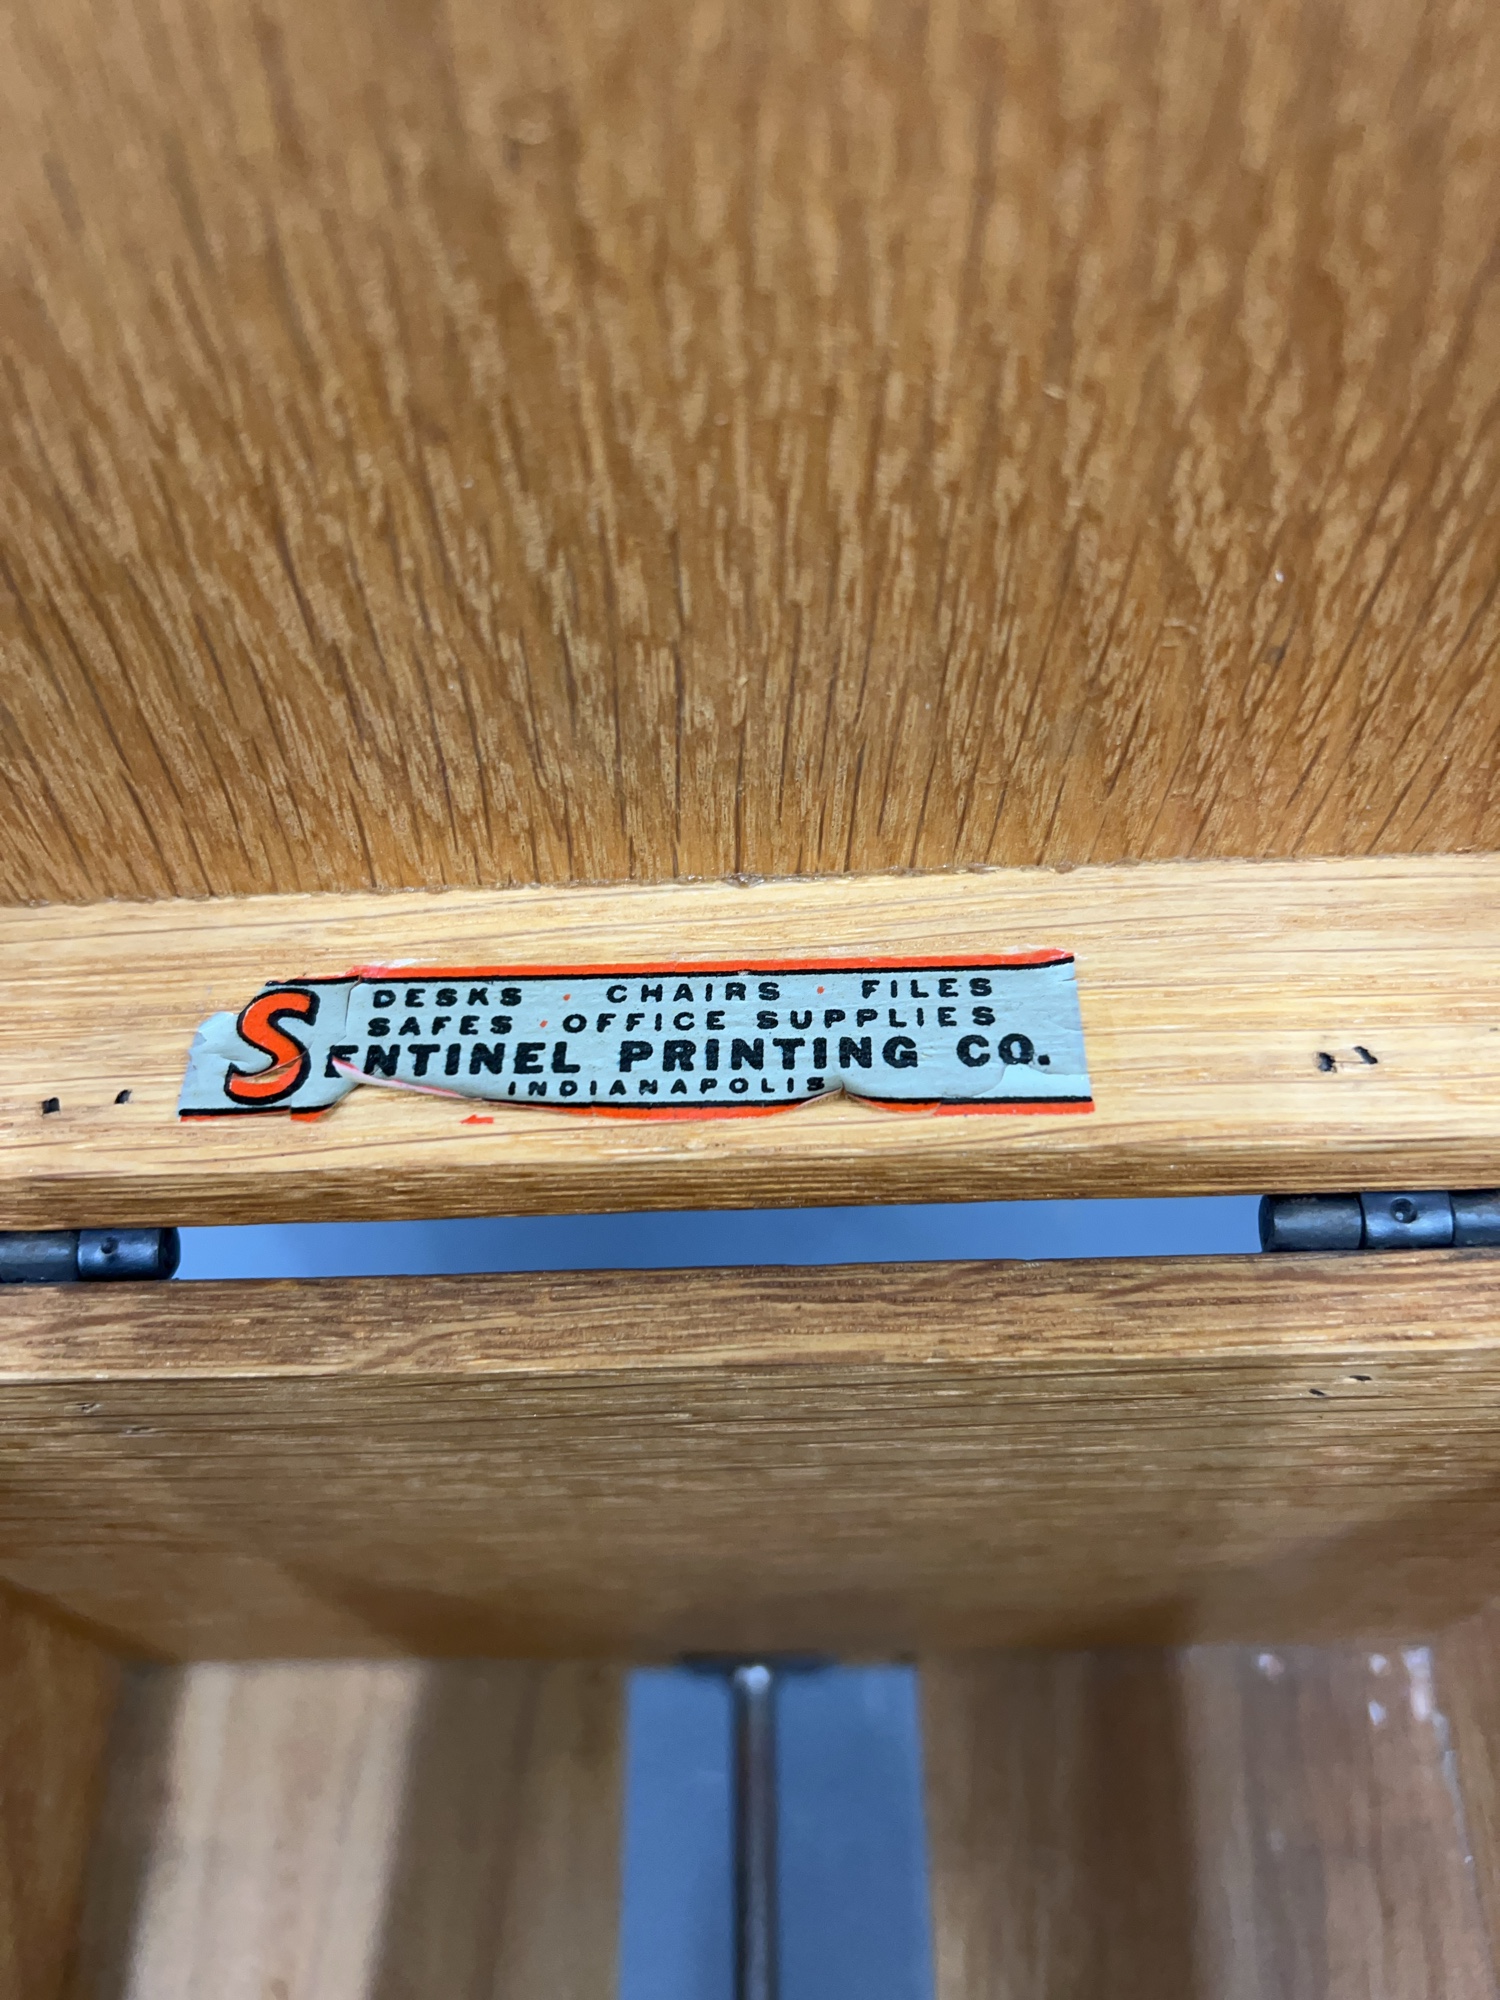 DESKS · CHAIRS · FILES
SAFES · OFFICE SUPPLIES
SENTINEL PRINTING CO.
INDIANAPOLIS